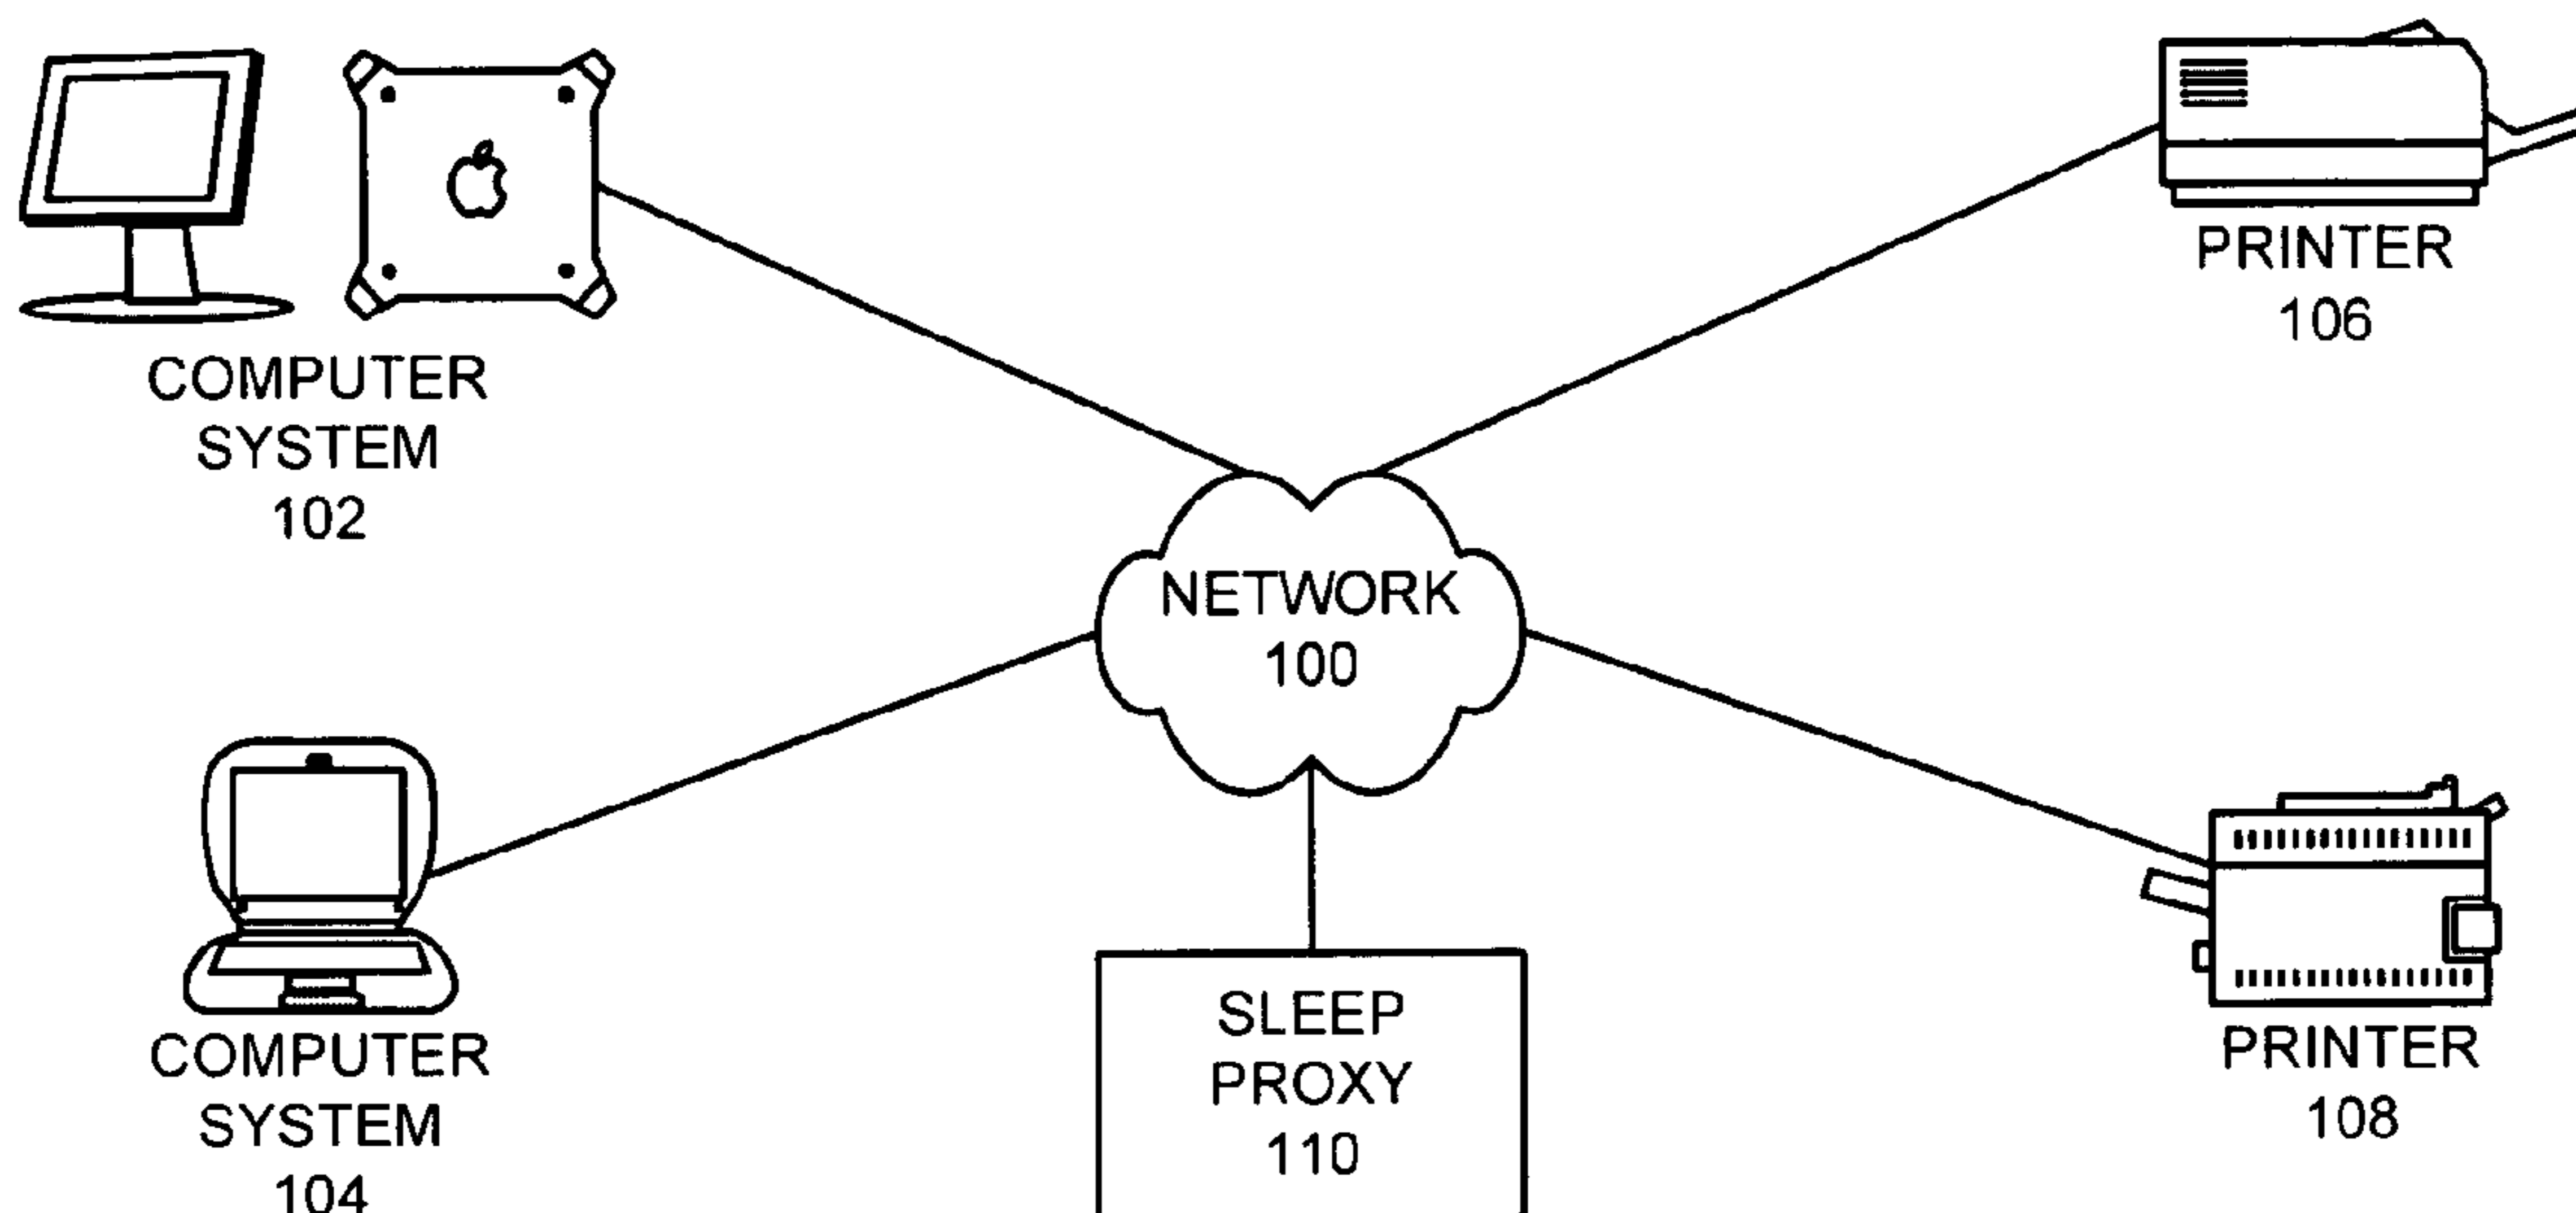 COMPUTER
SYSTEM
102
PRINTER
106
NETWORK
100
COMPUTER
SYSTEM
104
SLEEP
PROXY
110
PRINTER
108